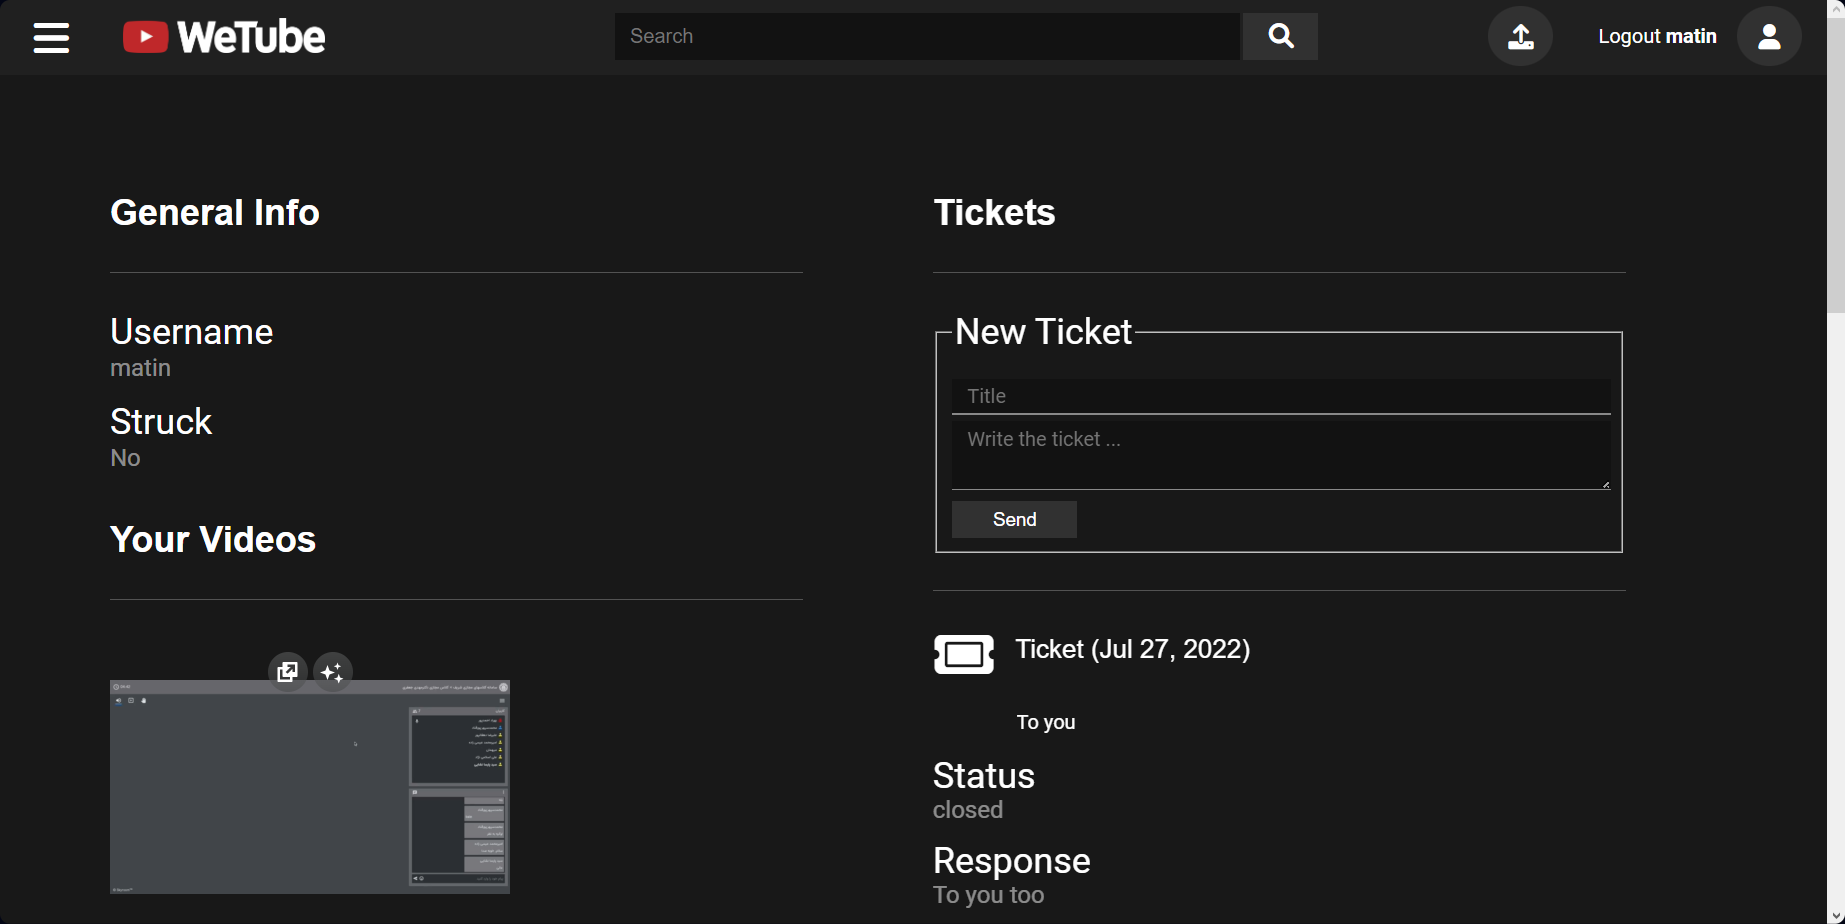 WeTube
Search
Logout matin
General Info
Username
matin
Struck
No
Your Videos
Tickets
New Ticket
Title
Write the ticket ...
Send
Ticket (Jul 27, 2022)
To you
Status
closed
Response
To you too